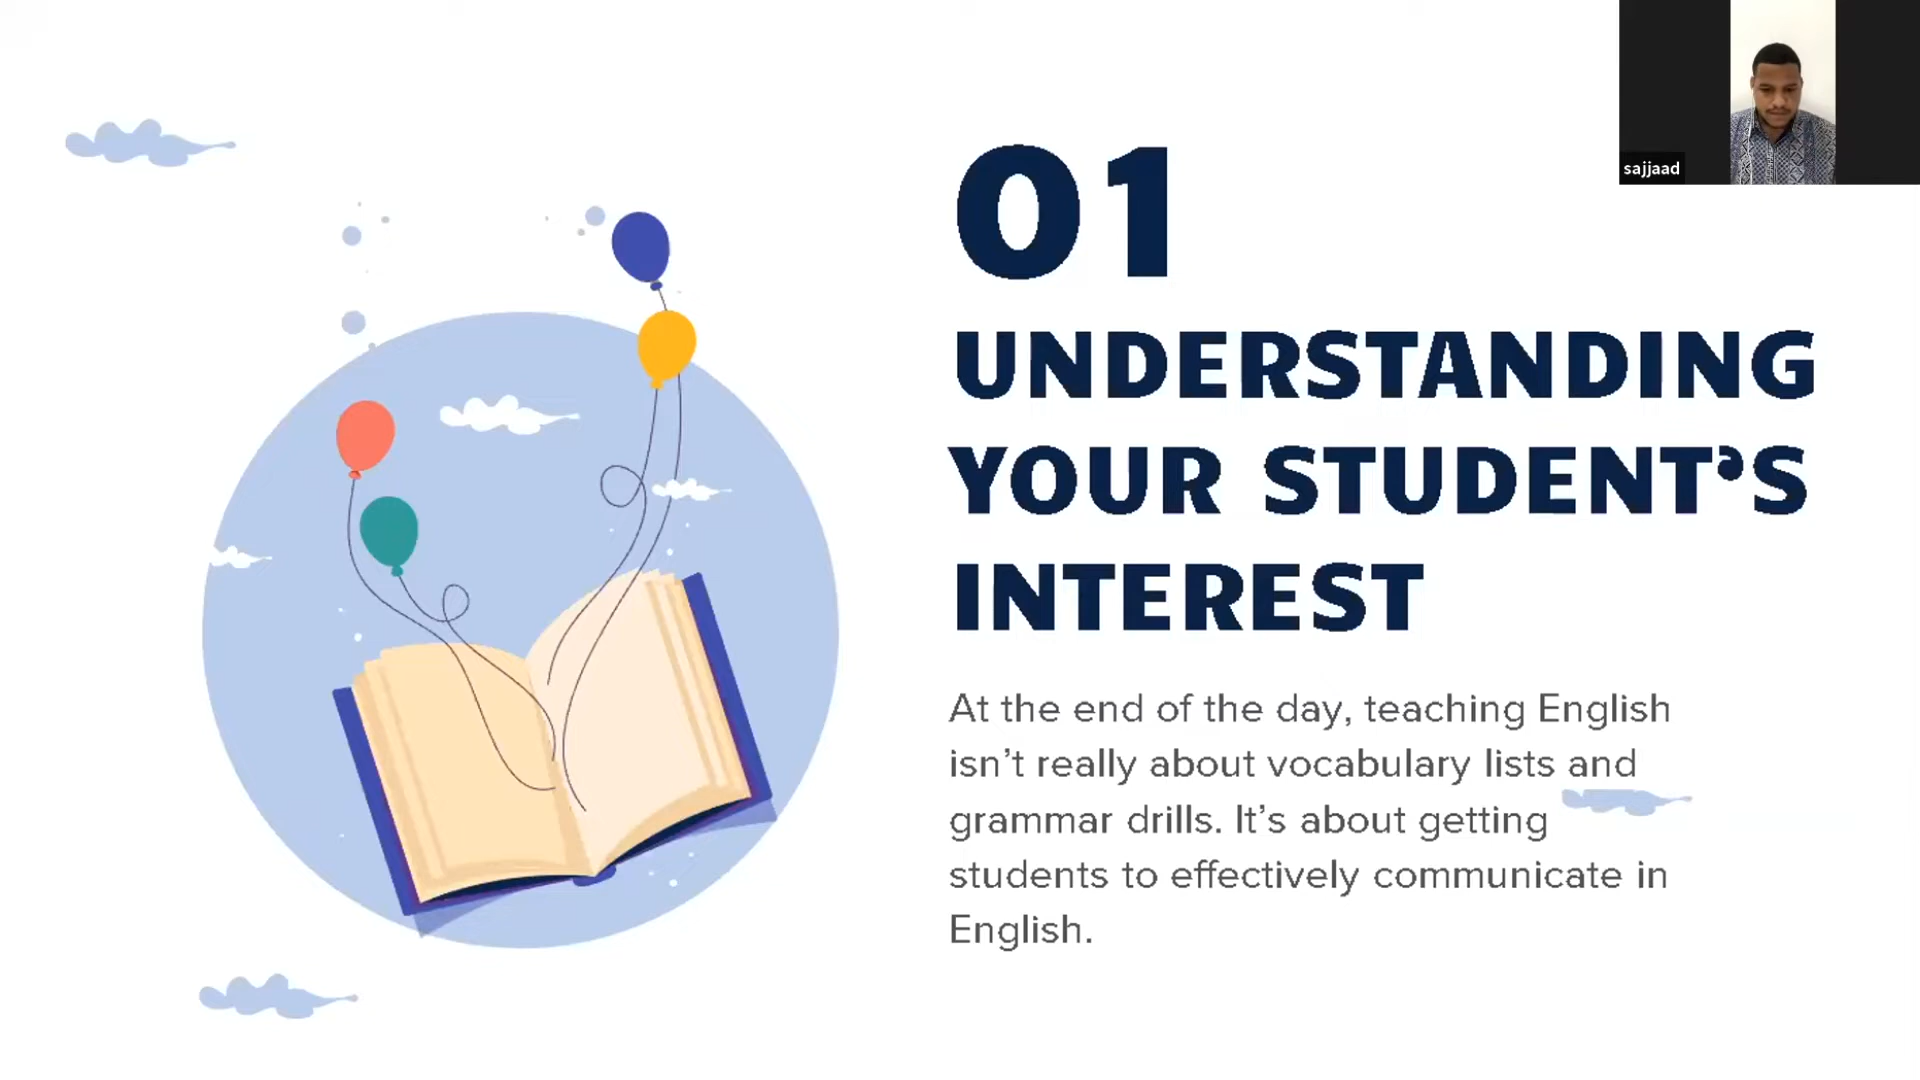 sajjaad
01
UNDERSTANDING
YOUR STUDENT’S
INTEREST
At the end of the day, teaching English
isn’t really about vocabulary lists and
grammar drills. It’s about getting
students to effectively communicate in
English.